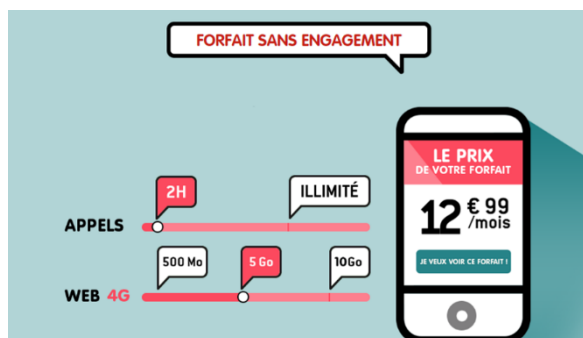 FORFAIT SANS ENGAGEMENT
APPELS
2H
ILLIMITÉ
WEB 4G
500 Mo
5 Go
10Go
LE PRIX
DE VOTRE FORFAIT
12 € 99
/mois
JE VEUX VOIR CE FORFAIT !